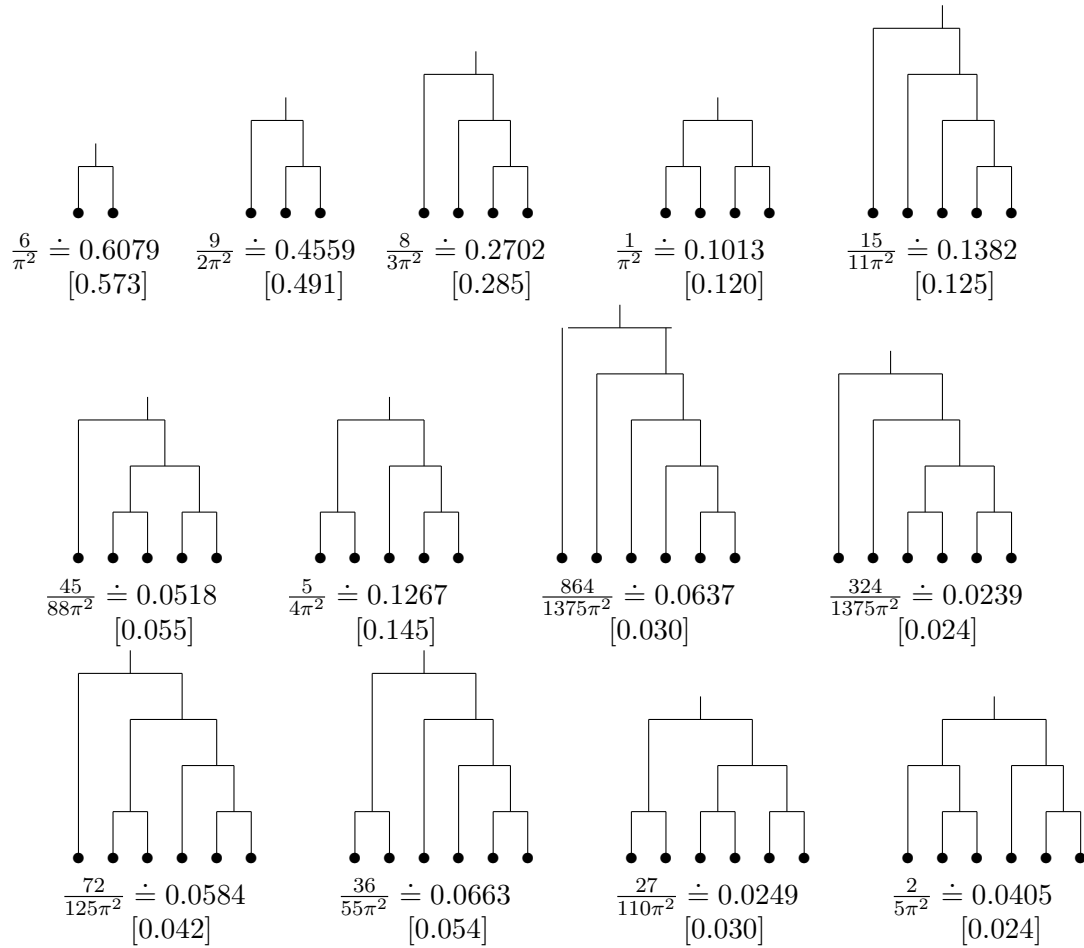 6/π² ≐ 0.6079 9/2π² ≐ 0.4559 8/3π² ≐ 0.2702 1/π² ≐ 0.1013 15/11π² ≐ 0.1382
[0.573] [0.491] [0.285] [0.120] [0.125]
45/88π² ≐ 0.0518 5/4π² ≐ 0.1267 864/1375π² ≐ 0.0637 324/1375π² ≐ 0.0239
[0.055] [0.145] [0.030] [0.024]
72/125π² ≐ 0.0584 36/55π² ≐ 0.0663 27/110π² ≐ 0.0249 2/5π² ≐ 0.0405
[0.042] [0.054] [0.030] [0.024]